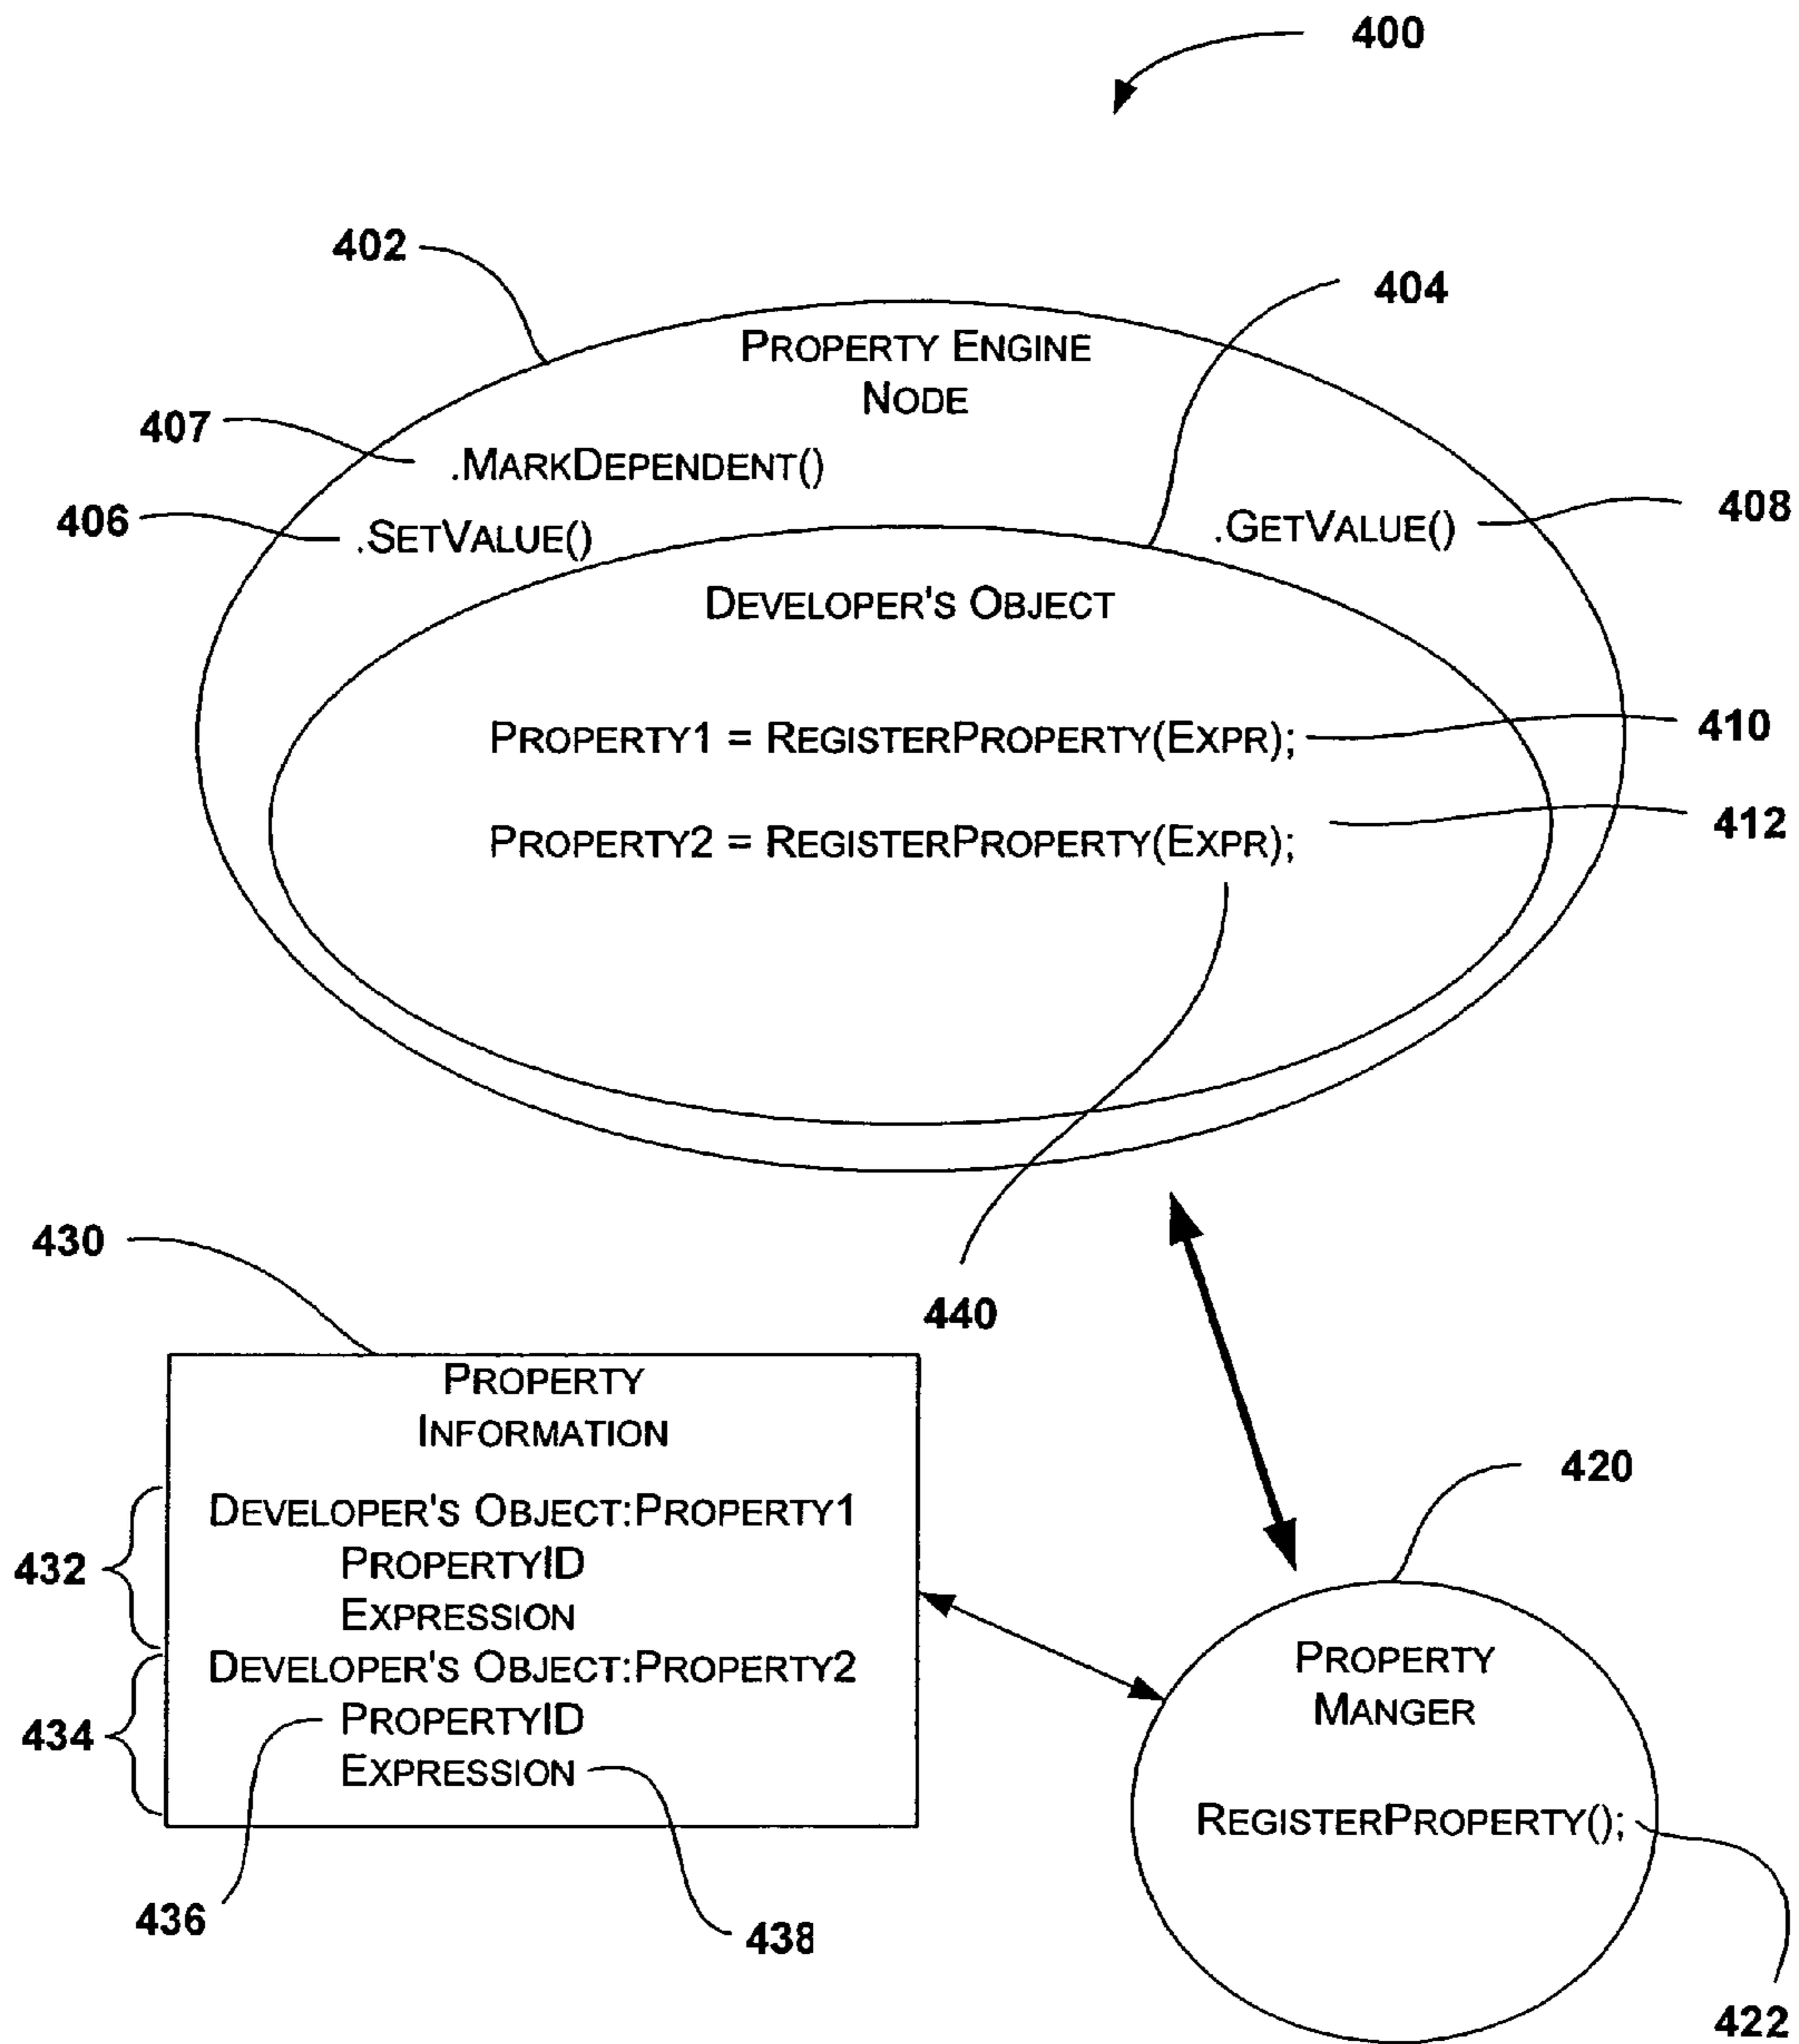 400
402
404
PROPERTY ENGINE
NODE
407
.MARKDEPENDENT()
406
.SETVALUE()
.GETVALUE()
408
DEVELOPER'S OBJECT
PROPERTY1 = REGISTERPROPERTY(EXPR);
410
PROPERTY2 = REGISTERPROPERTY(EXPR);
412
440
430
PROPERTY
INFORMATION
DEVELOPER'S OBJECT:PROPERTY1
PROPERTYID
EXPRESSION
432
DEVELOPER'S OBJECT:PROPERTY2
PROPERTYID
EXPRESSION
434
436
438
420
PROPERTY
MANGER
REGISTERPROPERTY();
422